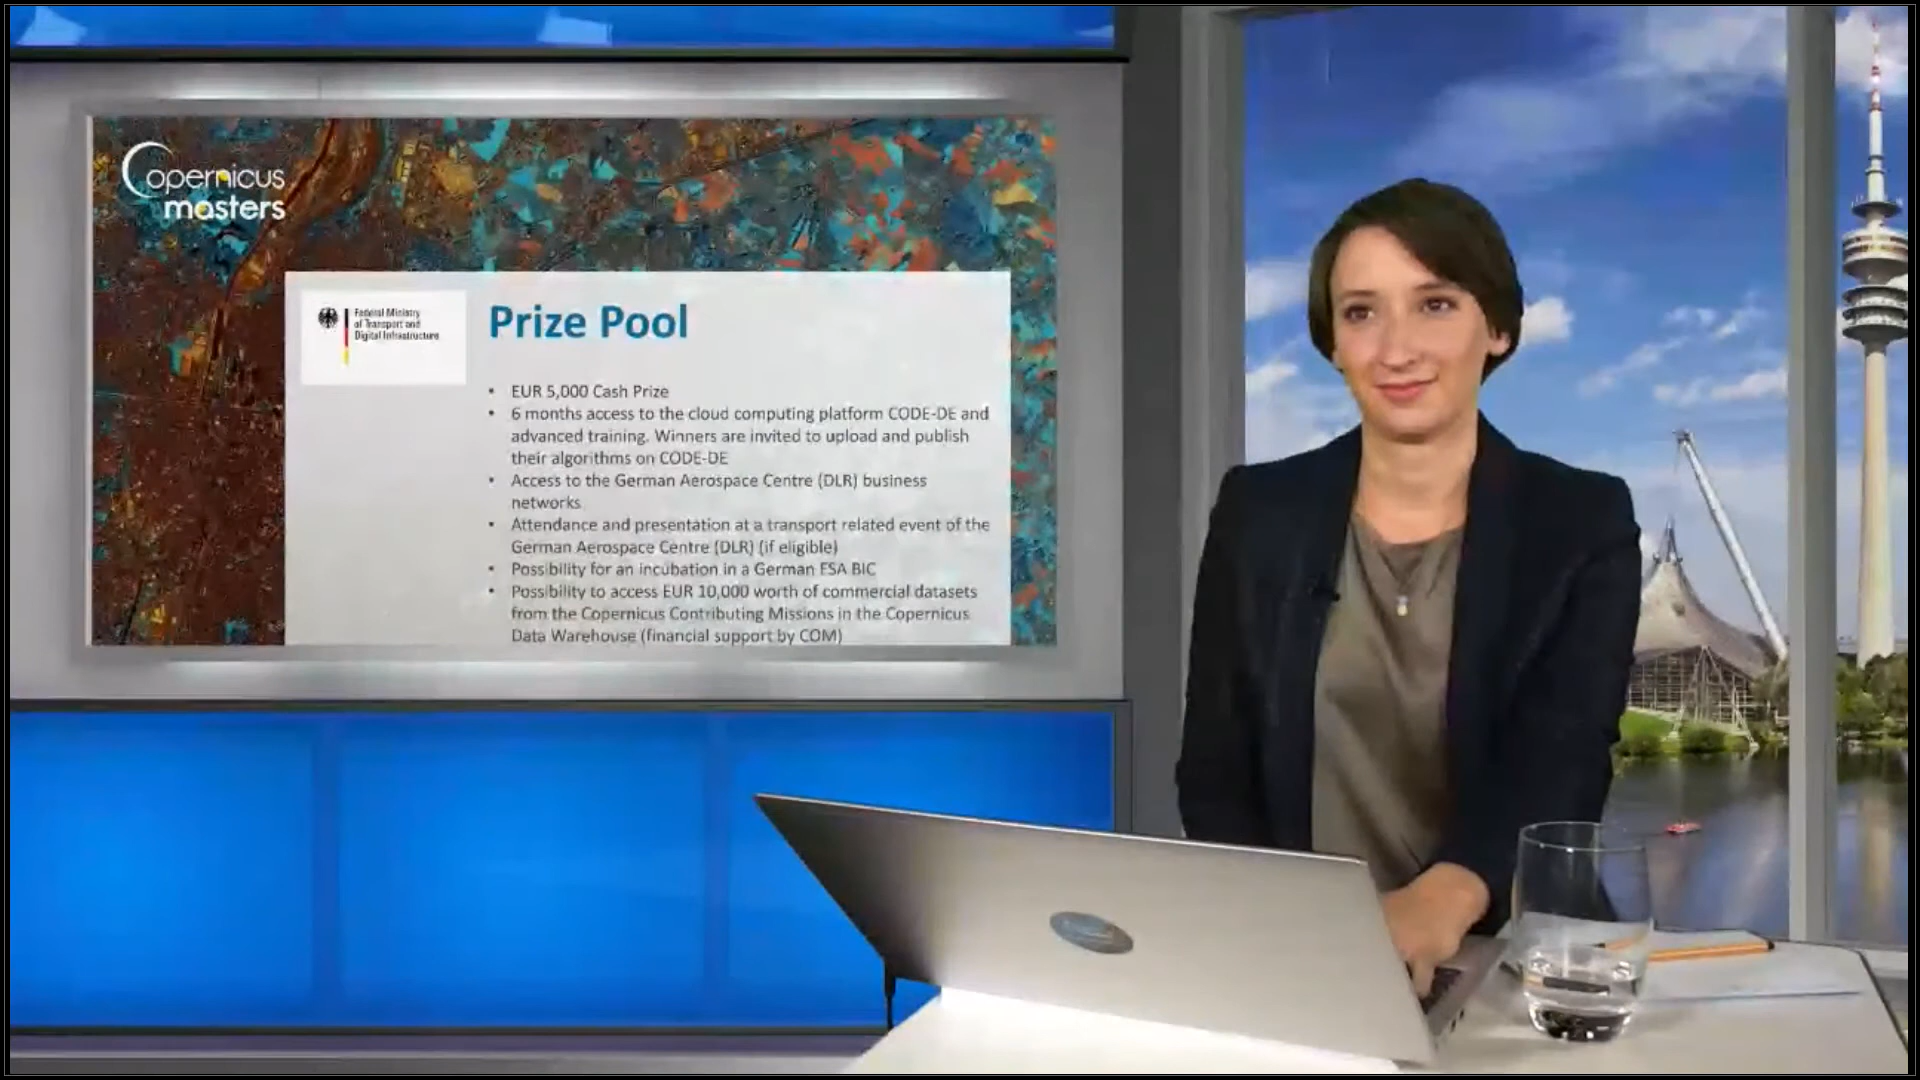 Copernicus
masters
Federal Ministry
of Transport and
Digital Infrastructure
Prize Pool
• EUR 5,000 Cash Prize
• 6 months access to the cloud computing platform CODE-DE and
advanced training. Winners are invited to upload and publish
their algorithms on CODE-DE
• Access to the German Aerospace Centre (DLR) business
networks
• Attendance and presentation at a transport related event of the
German Aerospace Centre (DLR) (if eligible)
• Possibility for an incubation in a German ESA BIC
• Possibility to access EUR 10,000 worth of commercial datasets
from the Copernicus Contributing Missions in the Copernicus
Data Warehouse (financial support by COM)